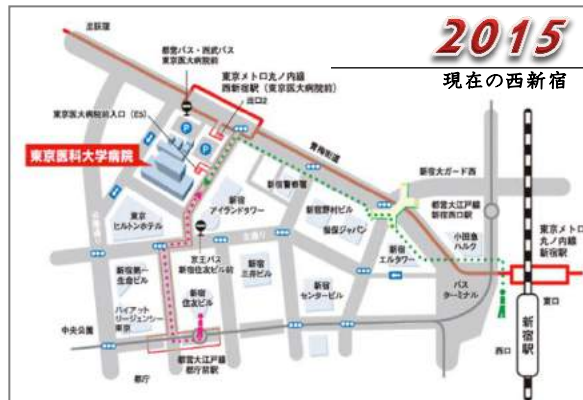 2015
現在の西新宿
至荻窪
都営バス・西武バス
東京医大病院前
東京メトロ丸ノ内線
西新宿駅（東京医大病院前）
出口2
東京医大病院前入口（E5）
P
P
東京医科大学病院
青梅街道
新宿大ガード西
都営大江戸線
新宿西口駅
東京メトロ
丸ノ内線
新宿駅
小田急
ハルク
新宿警察署
新宿野村ビル
損保ジャパン
新宿
アイランドタワー
東京
ヒルトンホテル
新宿
エルタワー
京王バス
新宿住友ビル前
新宿
三井ビル
新宿
センタービル
バス
ターミナル
新宿第一
生命ビル
新宿
住友ビル
ハイアット
リージェンシー
東京
中央公園
都営大江戸線
都庁前駅
都庁
東口
西口
新宿駅